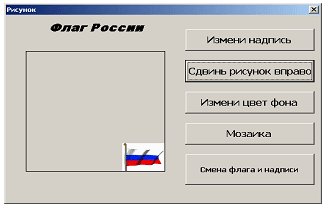 Рисунок
Флаг России
Измени надпись
Сдвинь рисунок вправо
Измени цвет фона
Мозаика
Смена флага и надписи